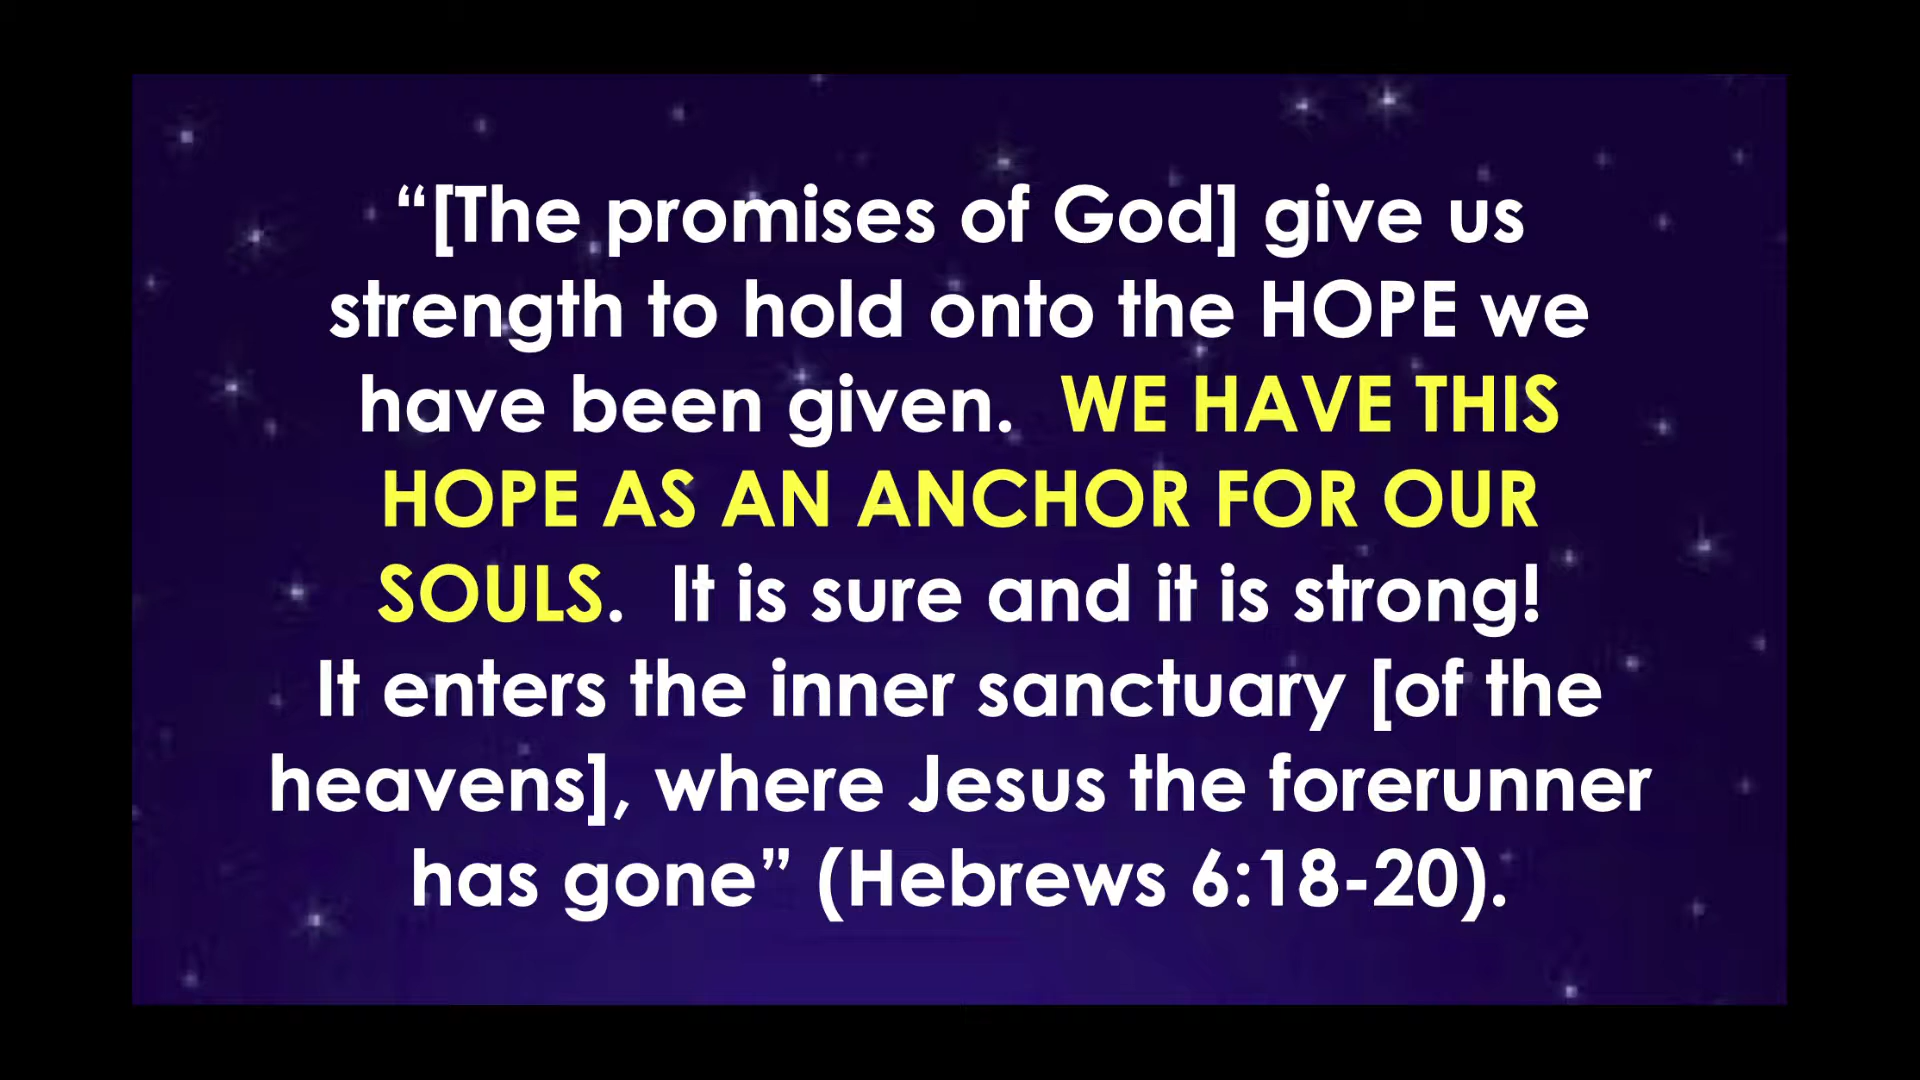 “[The promises of God] give us
strength to hold onto the HOPE we
have been given.  WE HAVE THIS
HOPE AS AN ANCHOR FOR OUR
SOULS.  It is sure and it is strong!
It enters the inner sanctuary [of the
heavens], where Jesus the forerunner
has gone” (Hebrews 6:18-20).